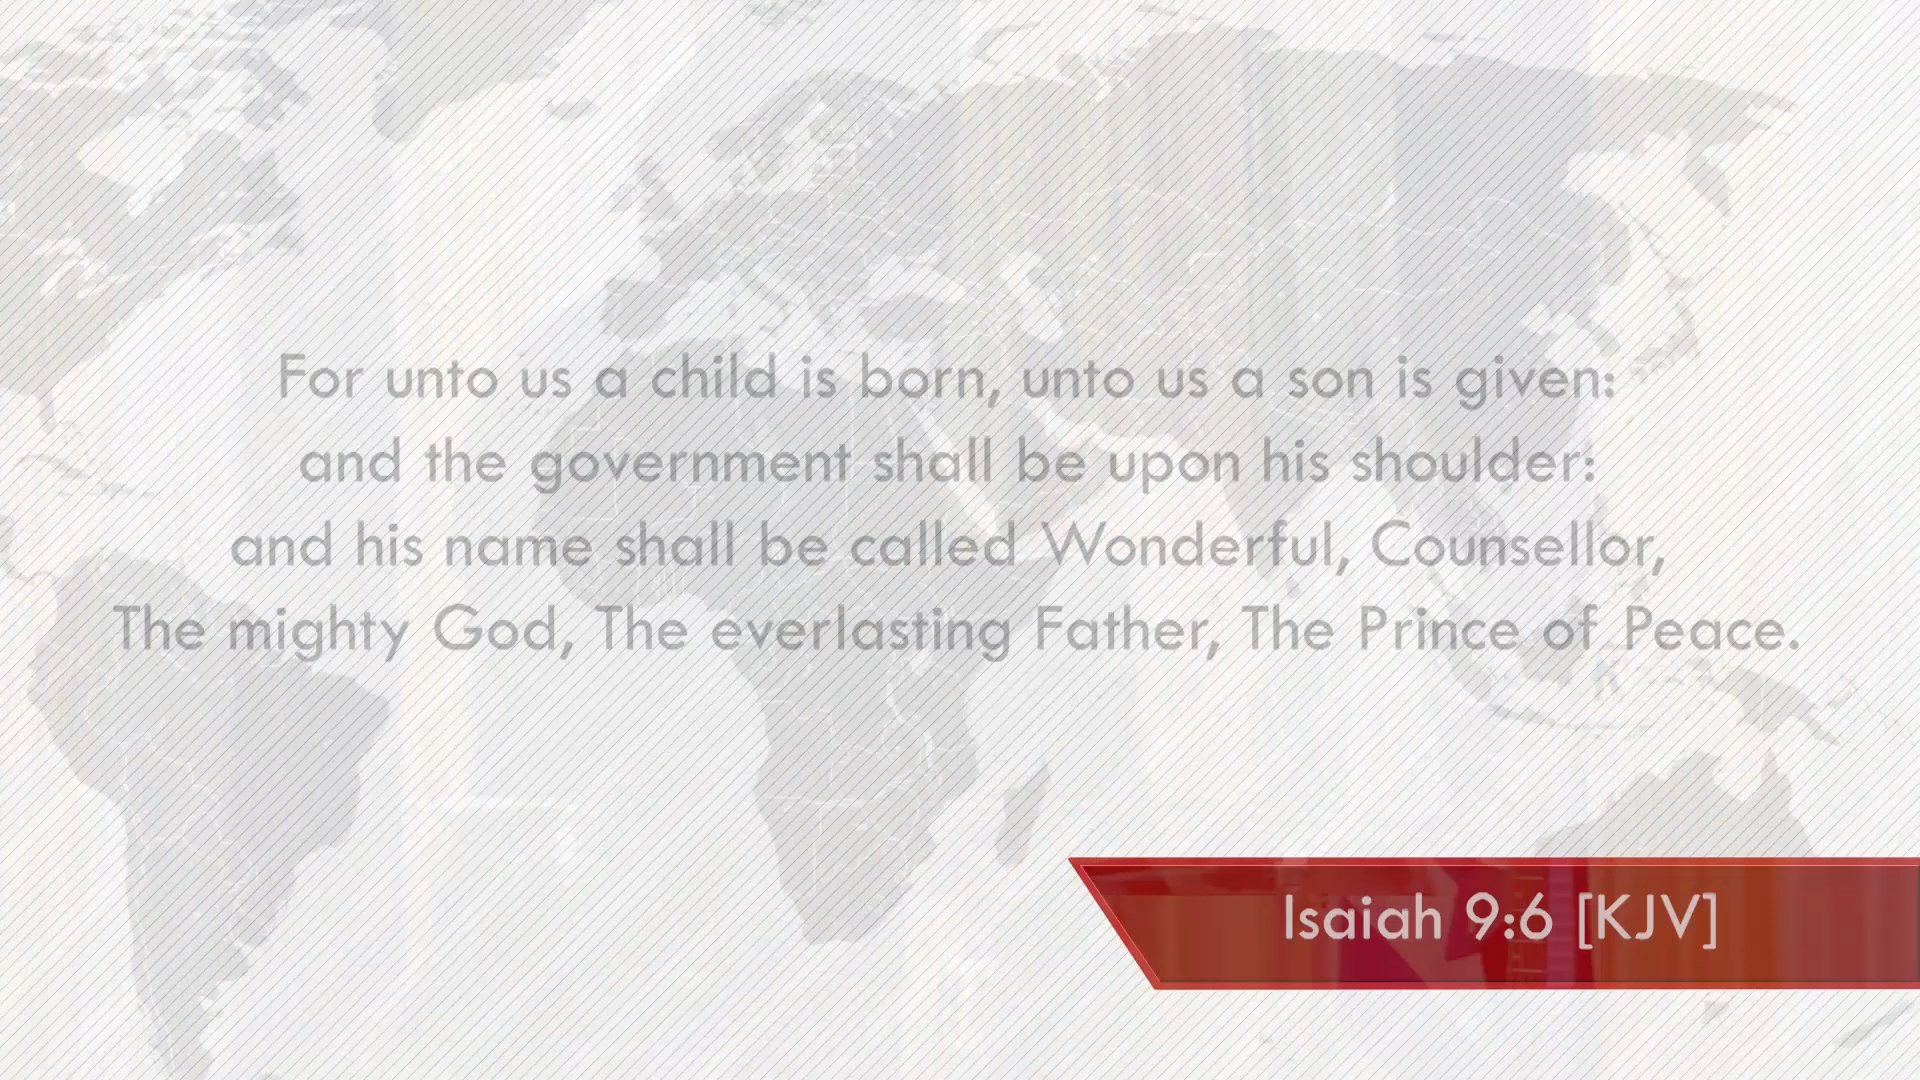 For unto us a child is born, unto us a son is given:
and the government shall be upon his shoulder:
and his name shall be called Wonderful, Counsellor,
The mighty God, The everlasting Father, The Prince of Peace.
Isaiah 9:6 [KJV]